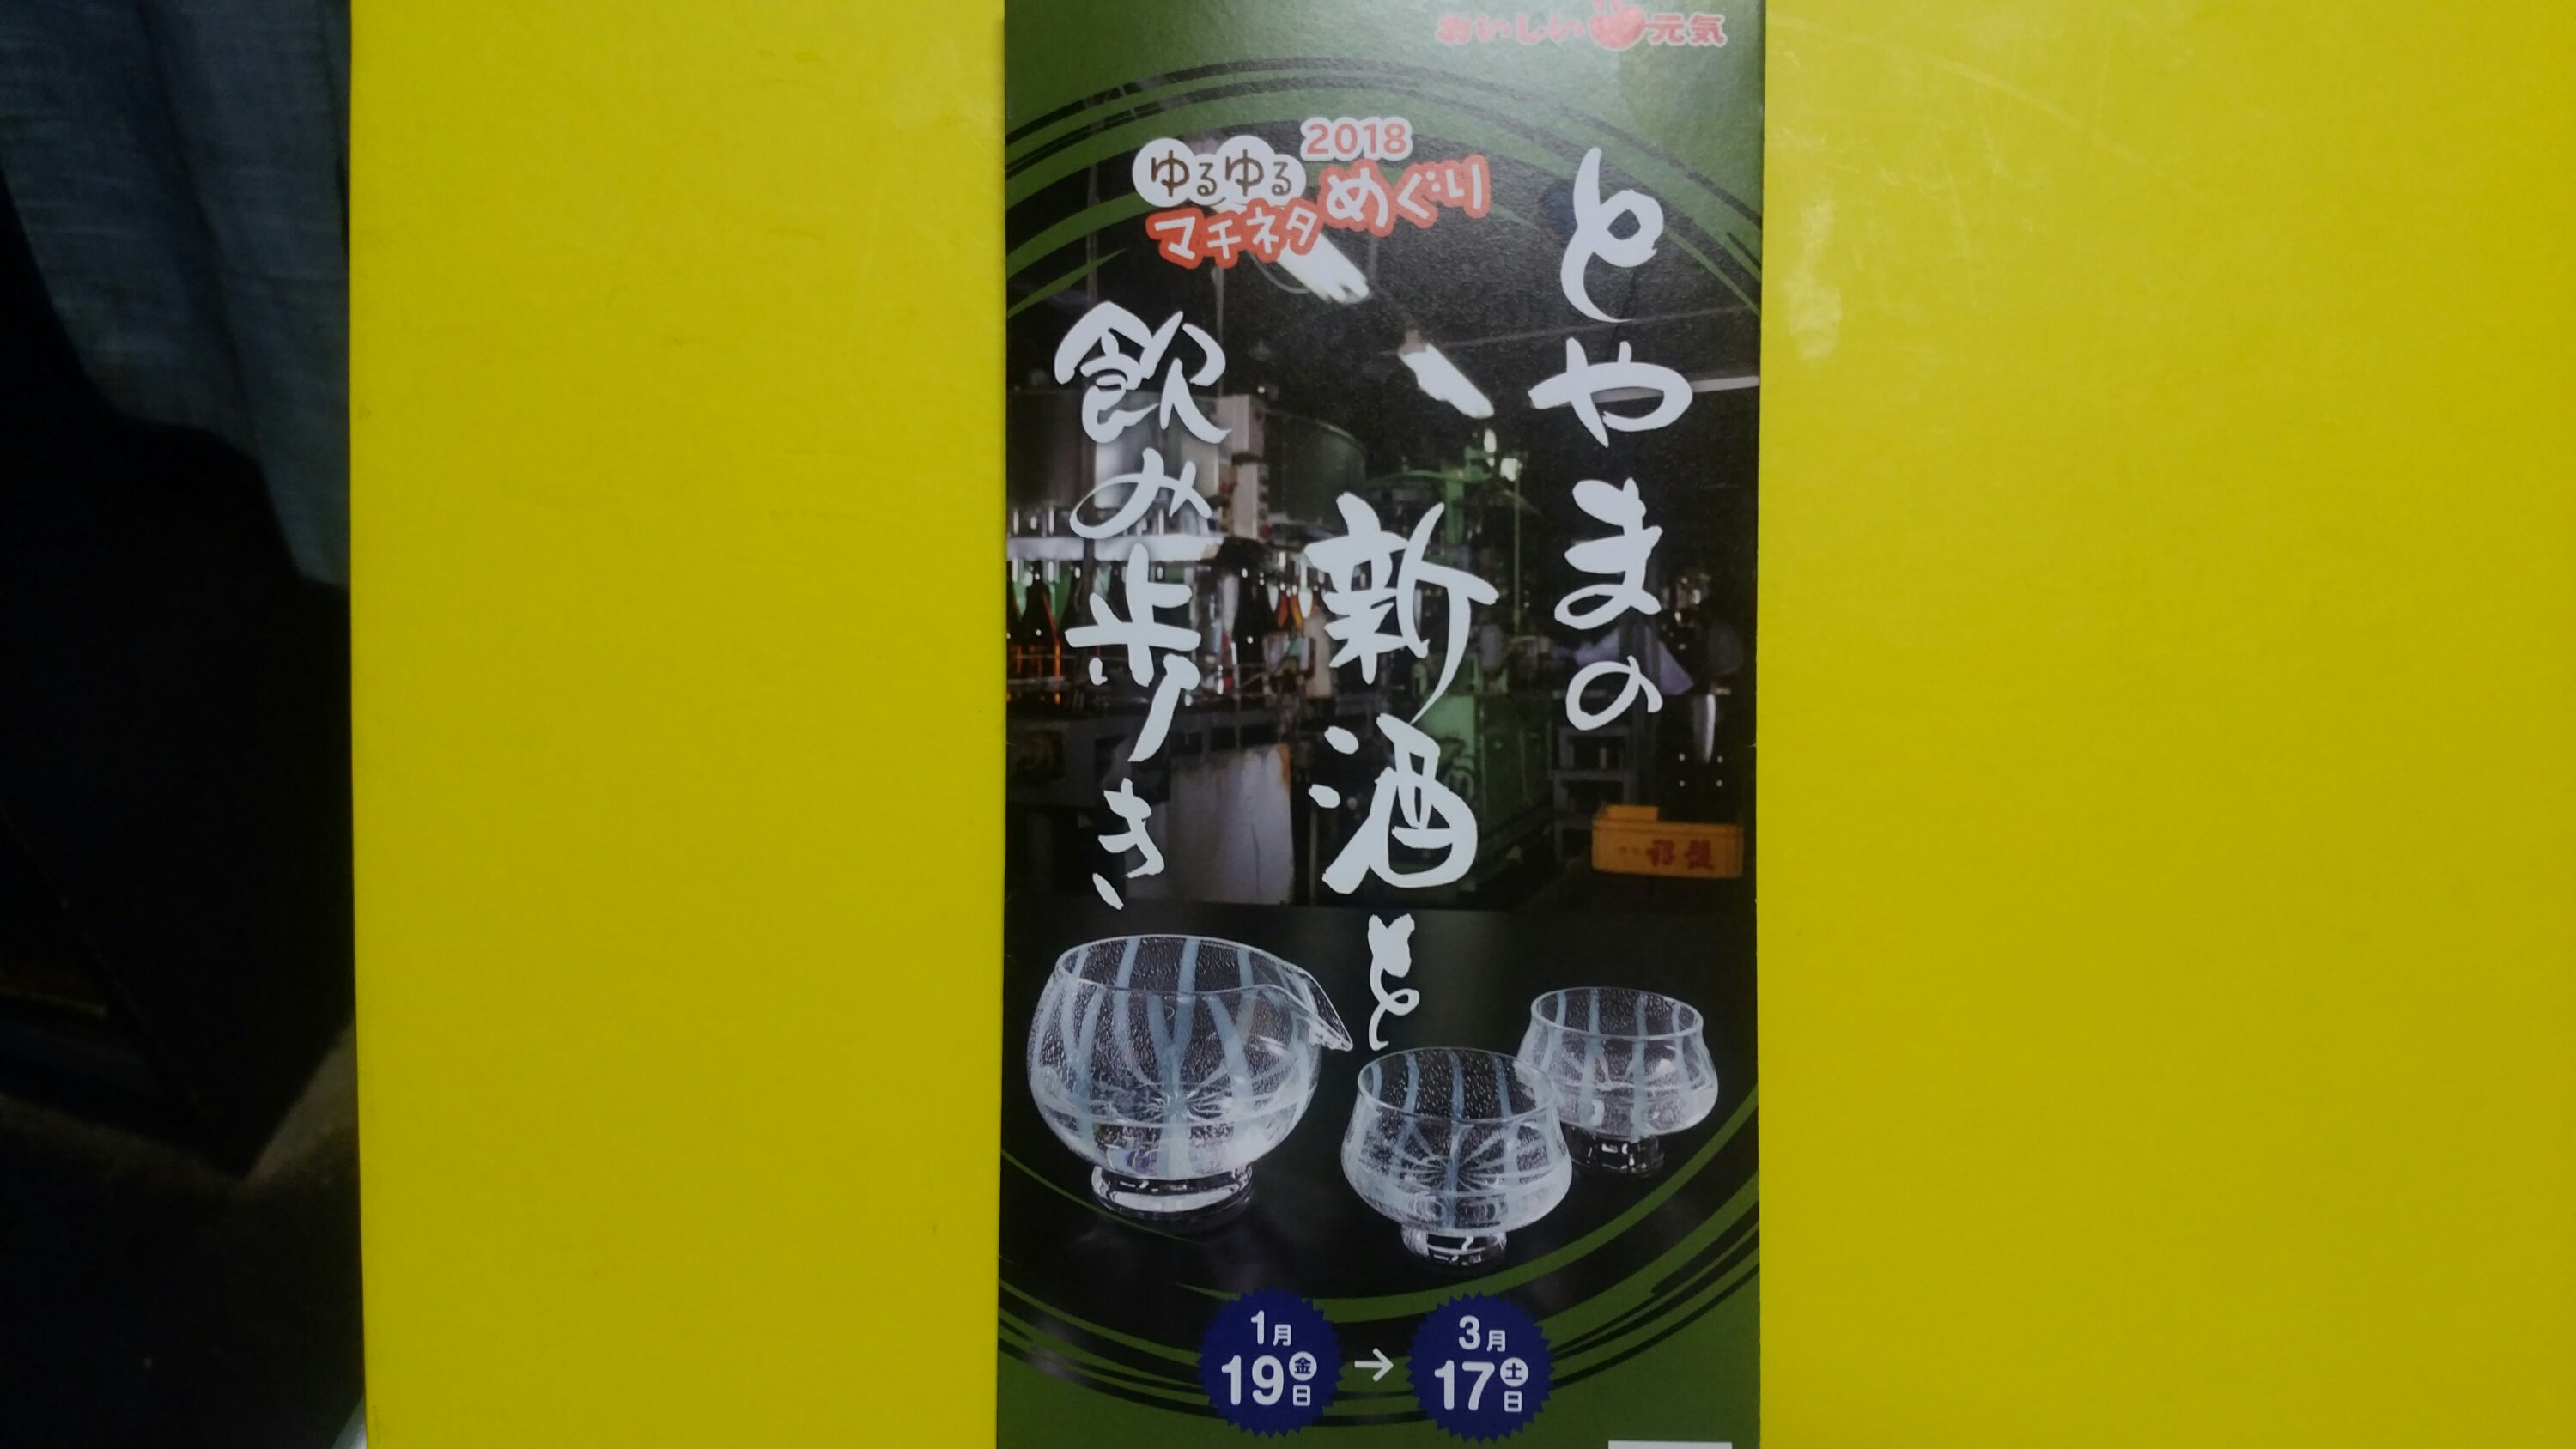 おいしい元気
2018
ゆるゆる
マチネタめぐり
とやまの
新酒と
飲み歩き
1月19日金→3月17日土